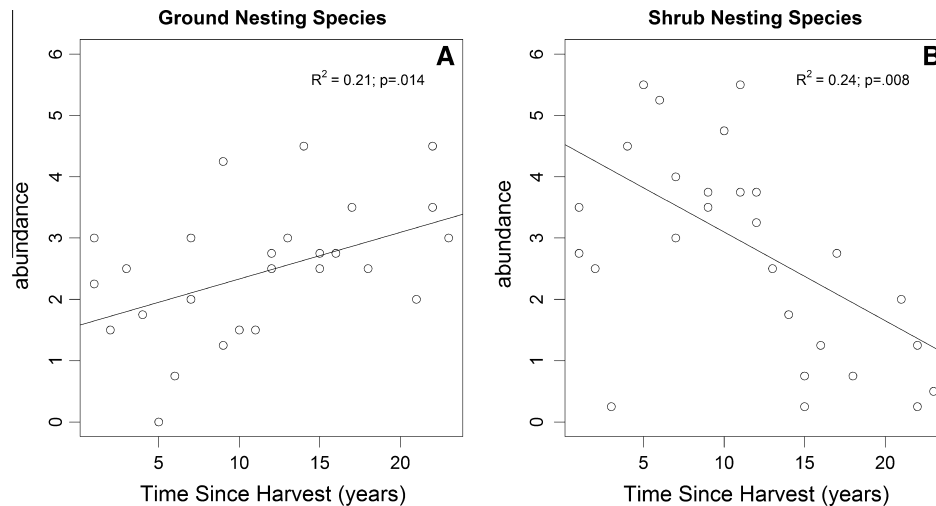 Ground Nesting Species
A
R² = 0.21; p=.014
abundance
6
5
4
3
2
1
0
5 10 15 20
Time Since Harvest (years)
Shrub Nesting Species
B
R² = 0.24; p=.008
abundance
6
5
4
3
2
1
0
5 10 15 20
Time Since Harvest (years)